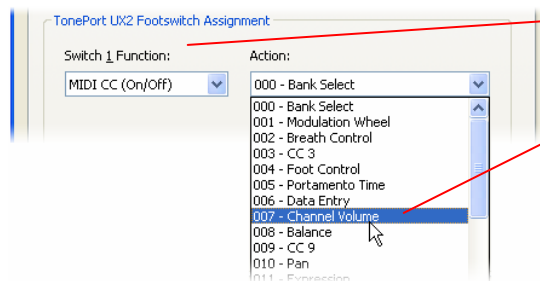 TonePort UX2 Footswitch Assignment
Switch 1 Function: Action:
MIDI CC (On/Off) 000 - Bank Select
000 - Bank Select
001 - Modulation Wheel
002 - Breath Control
003 - CC 3
004 - Foot Control
005 - Portamento Time
006 - Data Entry
007 - Channel Volume
008 - Balance
009 - CC 9
010 - Pan
011 - Expression